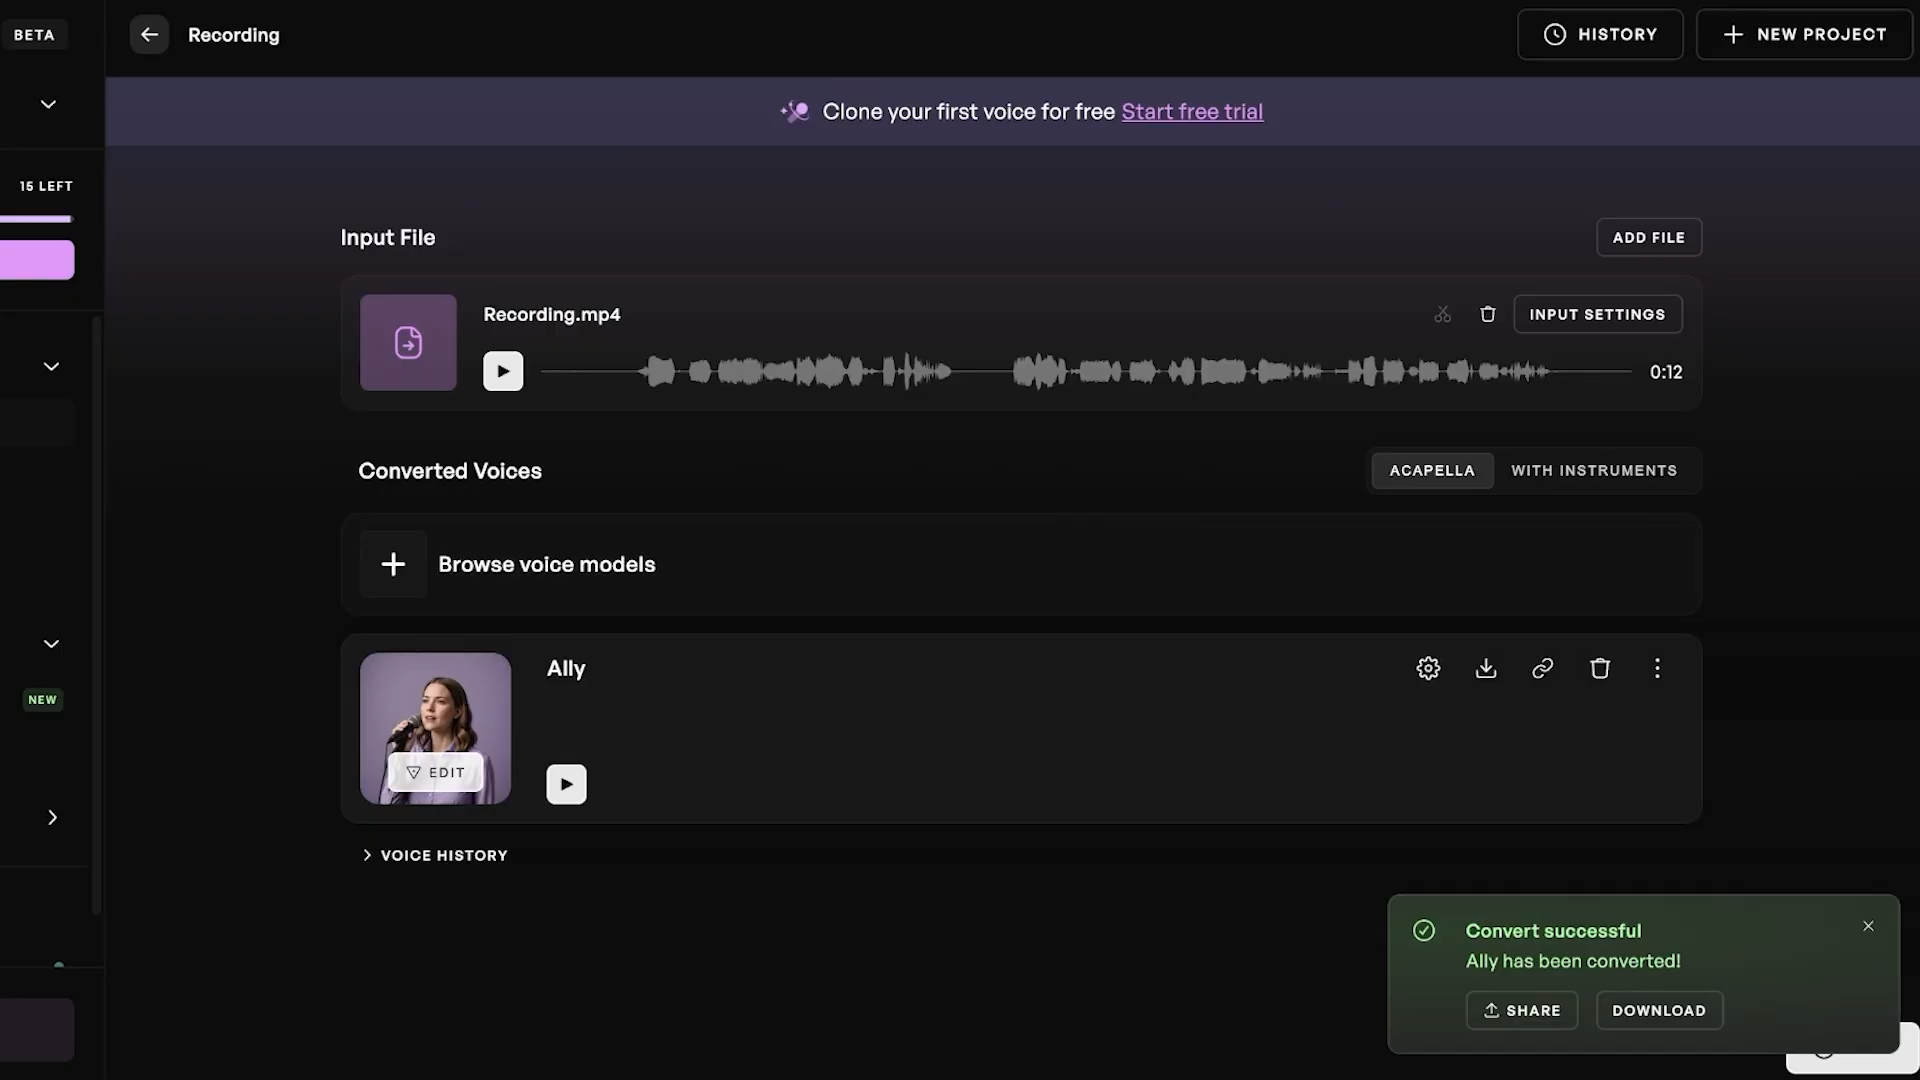 BETA
Recording
HISTORY
NEW PROJECT
Clone your first voice for free Start free trial
15 LEFT
Input File
ADD FILE
Recording.mp4
INPUT SETTINGS
0:12
Converted Voices
ACAPELLA
WITH INSTRUMENTS
Browse voice models
Ally
EDIT
NEW
VOICE HISTORY
Convert successful
Ally has been converted!
SHARE
DOWNLOAD